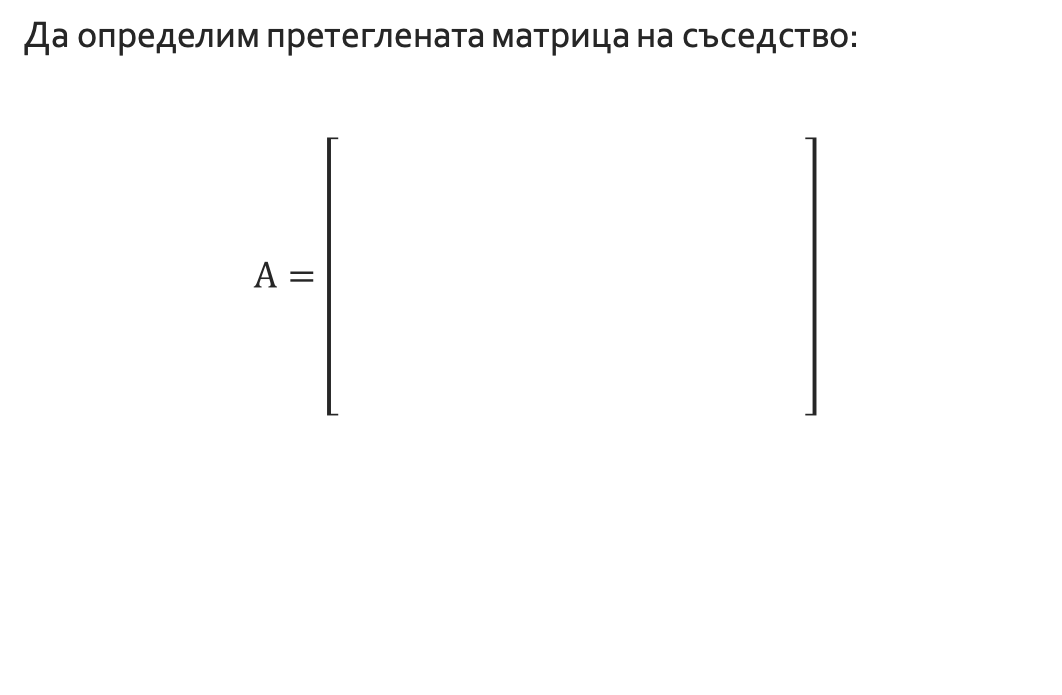 Да определим претеглената матрица на съседство:
A = [ ]